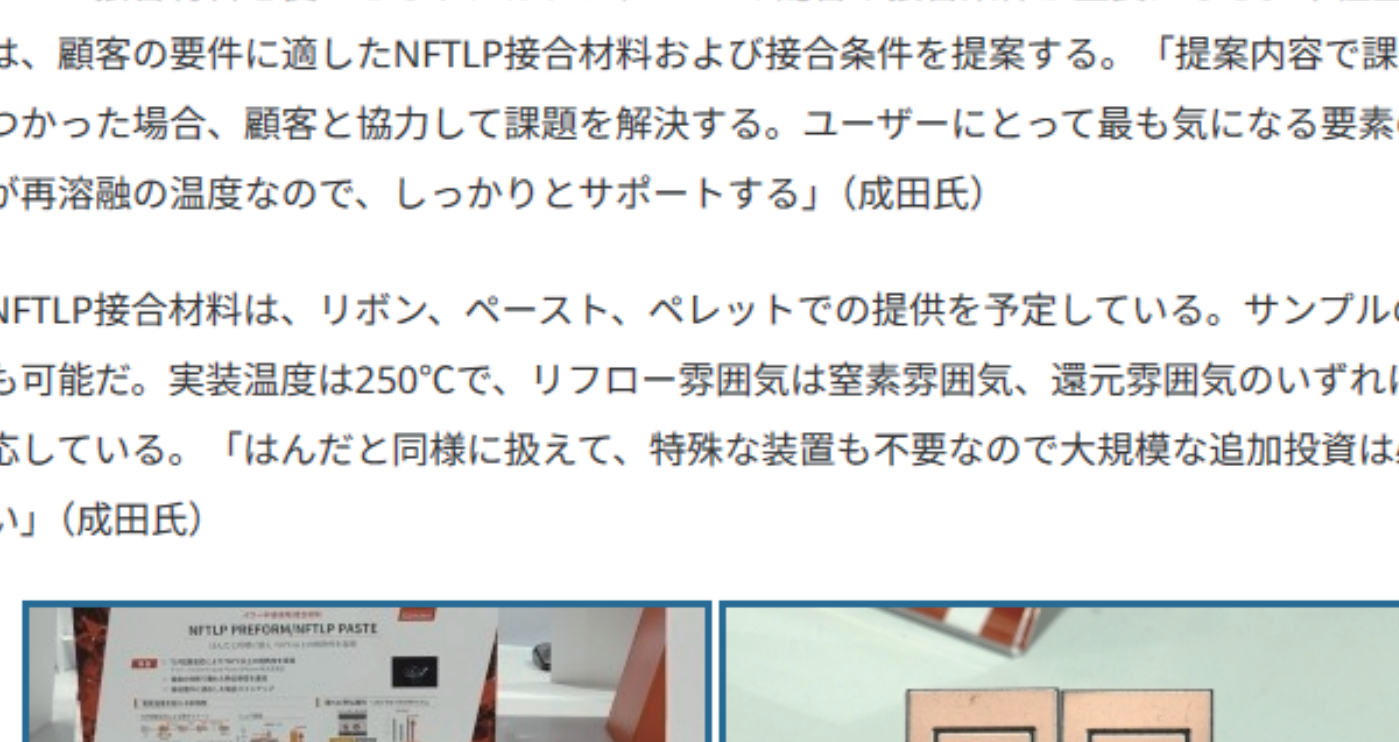 は、顧客の要件に適したNFTLP接合材料および接合条件を提案する。「提案内容で課
つかった場合、顧客と協力して課題を解決する。ユーザーにとって最も気になる要素
が再溶融の温度なので、しっかりとサポートする」（成田氏）
NFTLP接合材料は、リボン、ペースト、ペレットでの提供を予定している。サンプルの
も可能だ。実装温度は250℃で、リフロー雰囲気は窒素雰囲気、還元雰囲気のいずれに
応している。「はんだと同様に扱えて、特殊な装置も不要なので大規模な追加投資は
い」（成田氏）
NFTLP PREFORM/NFTLP PASTE